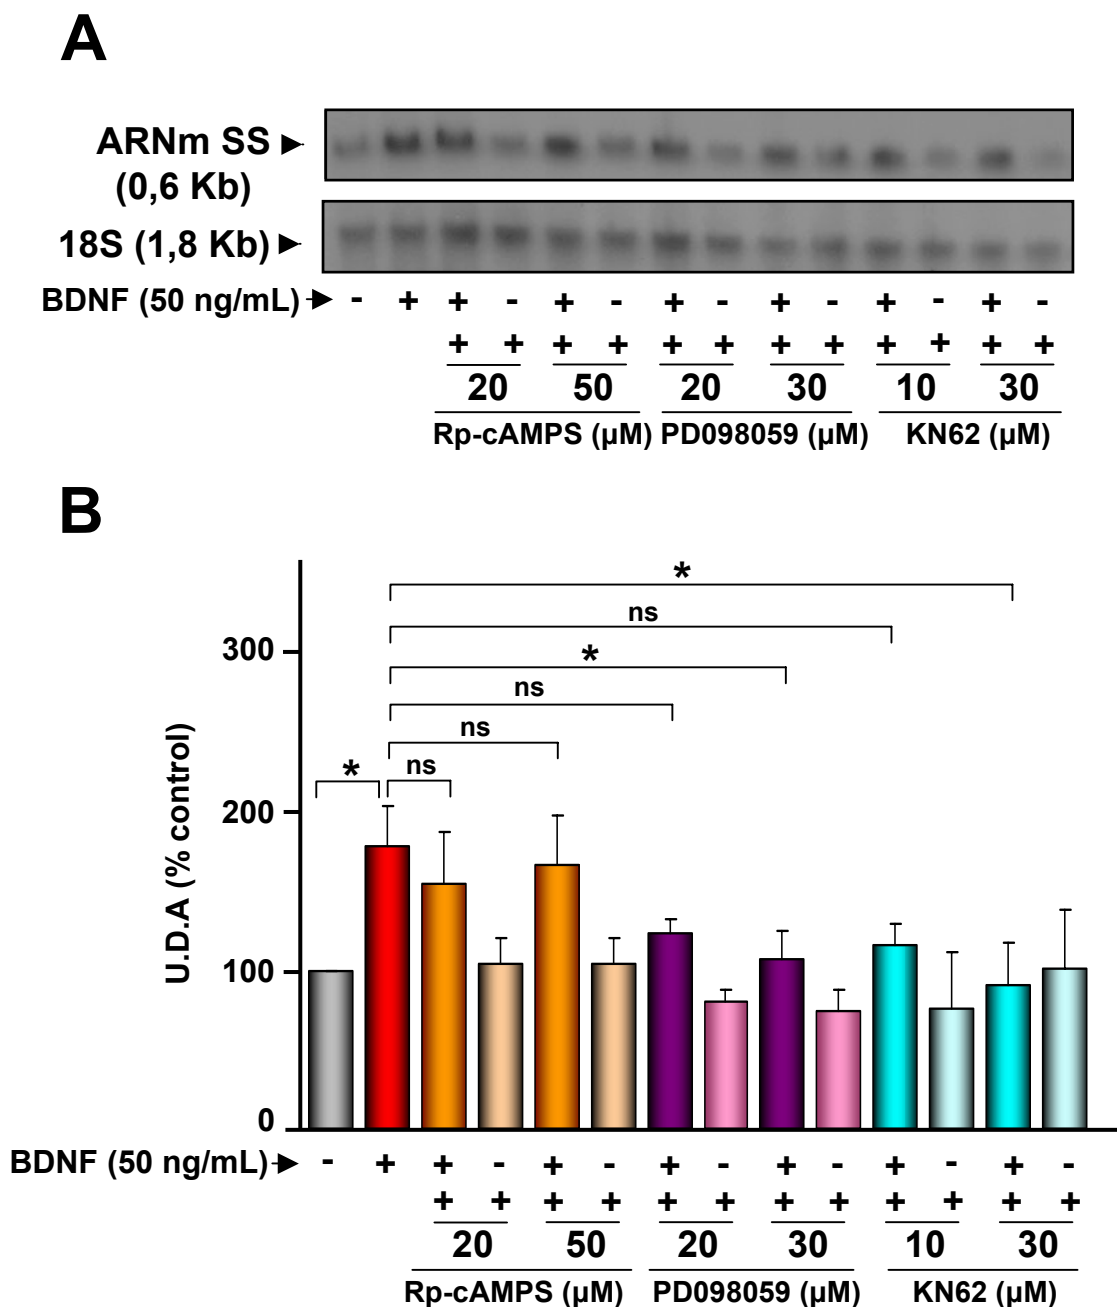 A
ARNm SS
(0,6 Kb)
18S (1,8 Kb)
BDNF (50 ng/mL) - + + - + - + - + - + - + -
+ + + + + + + + + + + +
20 50 20 30 10 30
Rp-cAMPS (µM) PD098059 (µM) KN62 (µM)
B
*
ns
300
*
ns
ns
* ns
200
100
0
U.D.A (% control)
BDNF (50 ng/mL) - + + - + - + - + - + - + -
+ + + + + + + + + + + +
20 50 20 30 10 30
Rp-cAMPS (µM) PD098059 (µM) KN62 (µM)